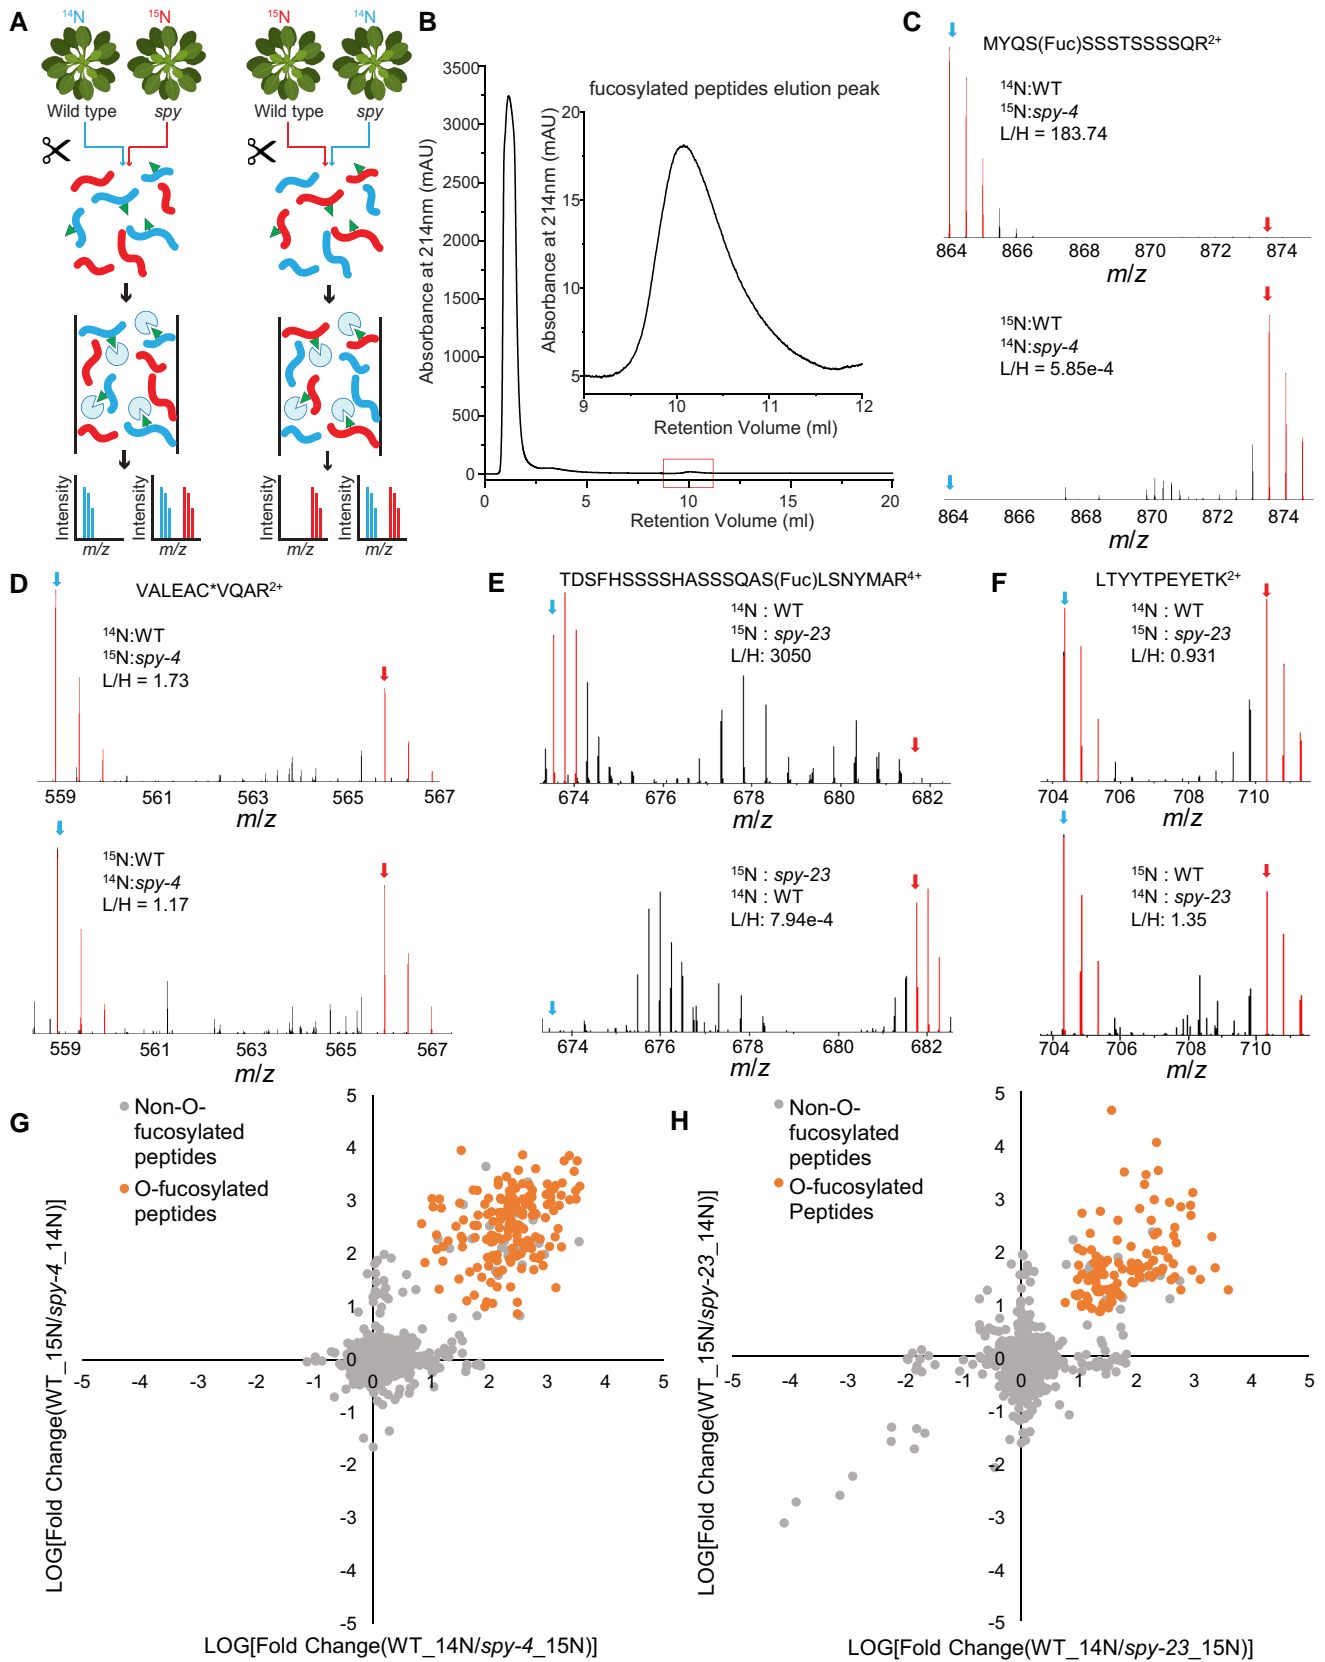 A
14N
15N
15N
14N
Wild type
spy
Wild type
spy
Intensity
m/z
Intensity
m/z
Intensity
m/z
Intensity
m/z
B
Absorbance at 214nm (mAU)
3500
3000
2500
2000
1500
1000
500
0
0
5
10
15
20
Retention Volume (ml)
fucosylated peptides elution peak
Absorbance at 214nm (mAU)
20
15
10
5
9
10
11
12
Retention Volume (ml)
C
MYQS(Fuc)SSSTSSSSQR2+
14N:WT
15N:spy-4
L/H = 183.74
864 866 868 870 872 874
m/z
15N:WT
14N:spy-4
L/H = 5.85e-4
864 866 868 870 872 874
m/z
D
VALEAC*VQAR2+
14N:WT
15N:spy-4
L/H = 1.73
559 561 563 565 567
m/z
15N:WT
14N:spy-4
L/H = 1.17
559 561 563 565 567
m/z
E
TDSFHSSSSHASSSQAS(Fuc)LSNYMAR4+
14N : WT
15N : spy-23
L/H: 3050
674 676 678 680 682
m/z
15N : spy-23
14N : WT
L/H: 7.94e-4
674 676 678 680 682
m/z
F
LTYYTPEYETK2+
14N : WT
15N : spy-23
L/H: 0.931
704 706 708 710
m/z
15N : WT
14N : spy-23
L/H: 1.35
704 706 708 710
m/z
G
Non-O-
fucosylated
peptides
O-fucosylated
peptides
LOG[Fold Change(WT_15N/spy-4_14N)]
5
4
3
2
1
0
-1
-2
-3
-4
-5
-5 -4 -3 -2 -1 0 1 2 3 4 5
LOG[Fold Change(WT_14N/spy-4_15N)]
H
Non-O-
fucosylated
peptides
O-fucosylated
Peptides
LOG[Fold Change(WT_15N/spy-23_14N)]
5
4
3
2
1
0
-1
-2
-3
-4
-5
-5 -4 -3 -2 -1 0 1 2 3 4 5
LOG[Fold Change(WT_14N/spy-23_15N)]